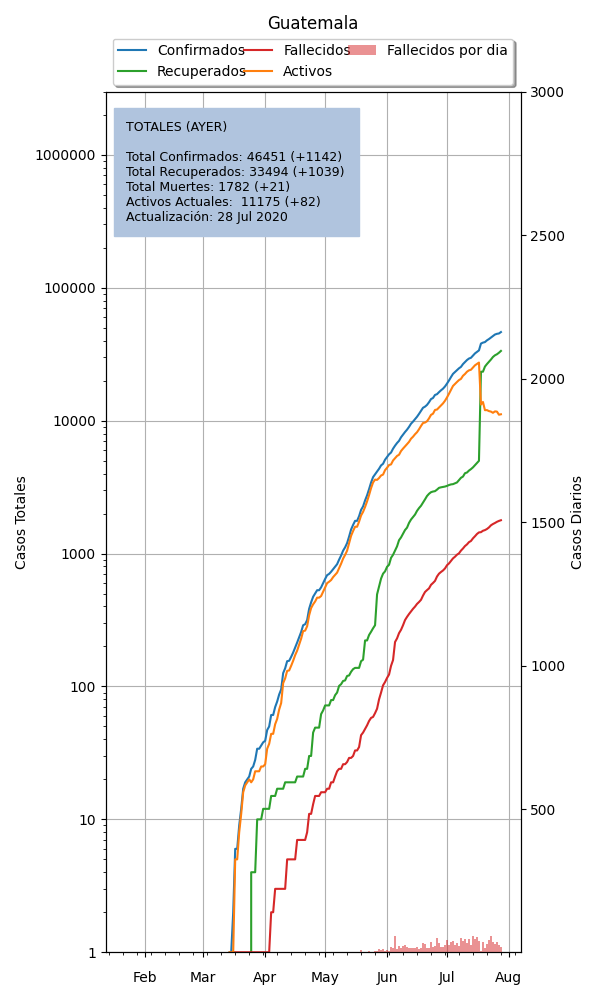 Guatemala
Confirmados Fallecidos Fallecidos por dia
Recuperados Activos
TOTALES (AYER)
Total Confirmados: 46451 (+1142)
Total Recuperados: 33494 (+1039)
Total Muertes: 1782 (+21)
Activos Actuales:  11175 (+82)
Actualización: 28 Jul 2020
Casos Totales
1000000
100000
10000
1000
100
10
1
Casos Diarios
3000
2500
2000
1500
1000
500
Feb Mar Apr May Jun Jul Aug